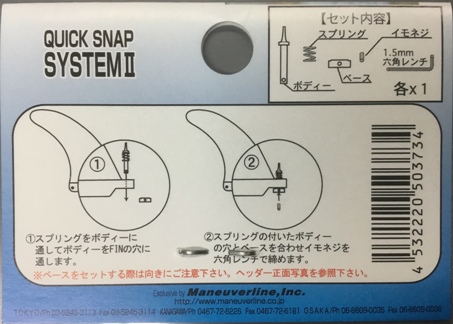 QUICK SNAP
SYSTEMⅡ
【セット内容】
スプリング
イモネジ
1.5mm
六角レンチ
ベース
ボディー
各x1
①
②
①スプリングをボディーに
通してボディーをFINの穴に
通します。
②スプリングの付いたボディー
の穴とベースを合わせイモネジを
六角レンチで締めます。
※ベースをセットする際は向きにご注意下さい。ヘッダー正面写真を参照下さい。
Exclusive by Maneuverline, Inc.
http://www.maneuverline.co.jp
4 532220 503734